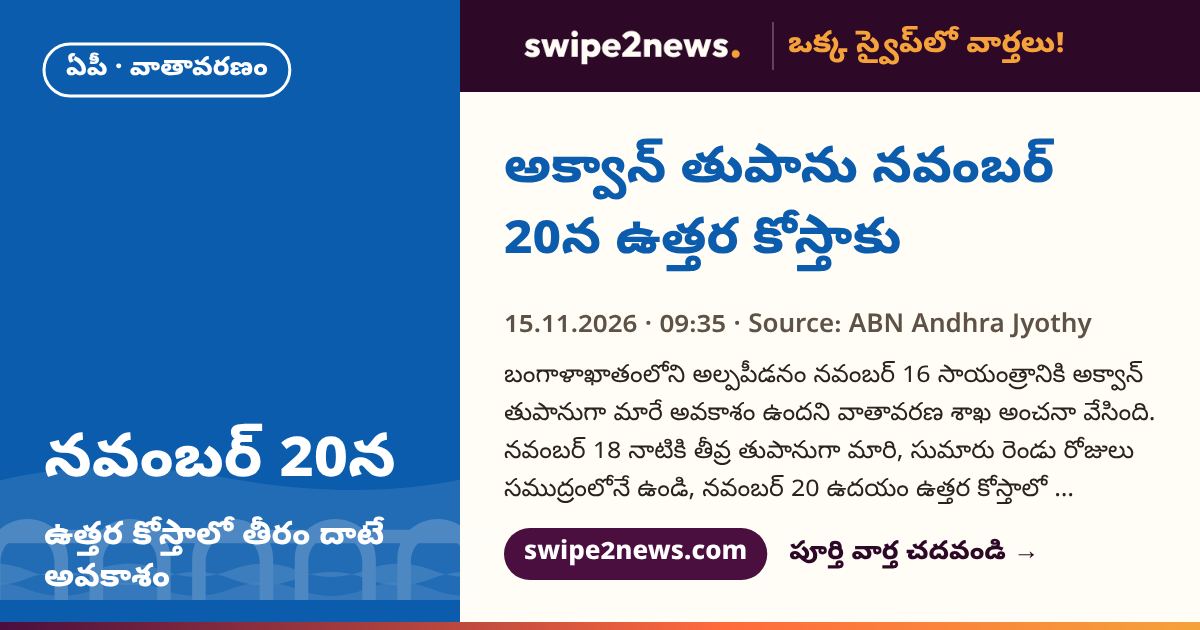 ఏపీ · వాతావరణం
నవంబర్ 20న
ఉత్తర కోస్తాలో తీరం దాటే
అవకాశం
swipe2news.
ఒక్క స్వైప్‌లో వార్తలు!
అక్వాన్ తుపాను నవంబర్
20న ఉత్తర కోస్తాకు
15.11.2026 · 09:35 · Source: ABN Andhra Jyothy
బంగాళాఖాతంలోని అల్పపీడనం నవంబర్ 16 సాయంత్రానికి అక్వాన్
తుపానుగా మారే అవకాశం ఉందని వాతావరణ శాఖ అంచనా వేసింది.
నవంబర్ 18 నాటికి తీవ్ర తుపానుగా మారి, సుమారు రెండు రోజులు
సముద్రంలోనే ఉండి, నవంబర్ 20 ఉదయం ఉత్తర కోస్తాలో ...
swipe2news.com
పూర్తి వార్త చదవండి →